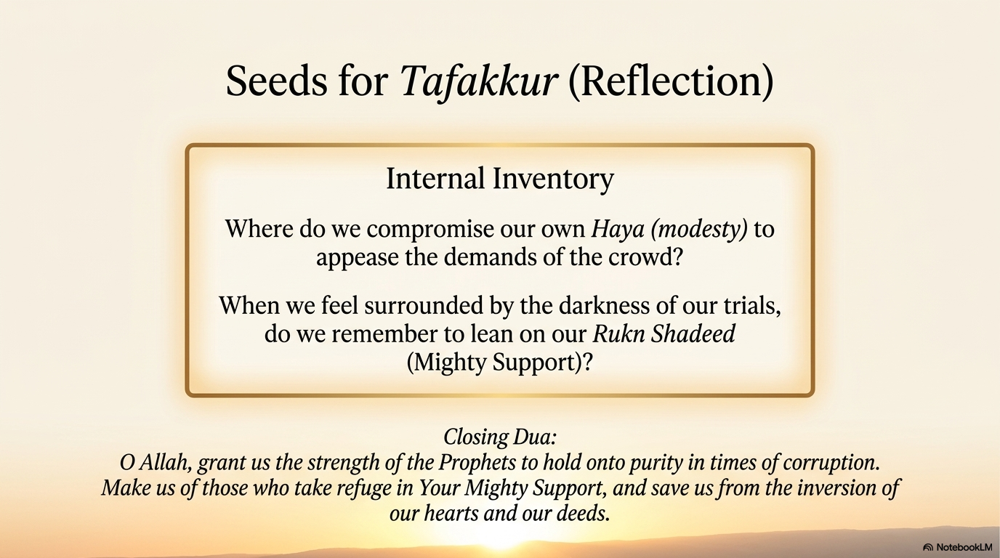 Seeds for Tafakkur (Reflection)
Internal Inventory
Where do we compromise our own Haya (modesty) to
appease the demands of the crowd?
When we feel surrounded by the darkness of our trials,
do we remember to lean on our Rukn Shadeed
(Mighty Support)?
Closing Dua:
O Allah, grant us the strength of the Prophets to hold onto purity in times of corruption.
Make us of those who take refuge in Your Mighty Support, and save us from the inversion of
our hearts and our deeds.
NotebookLM